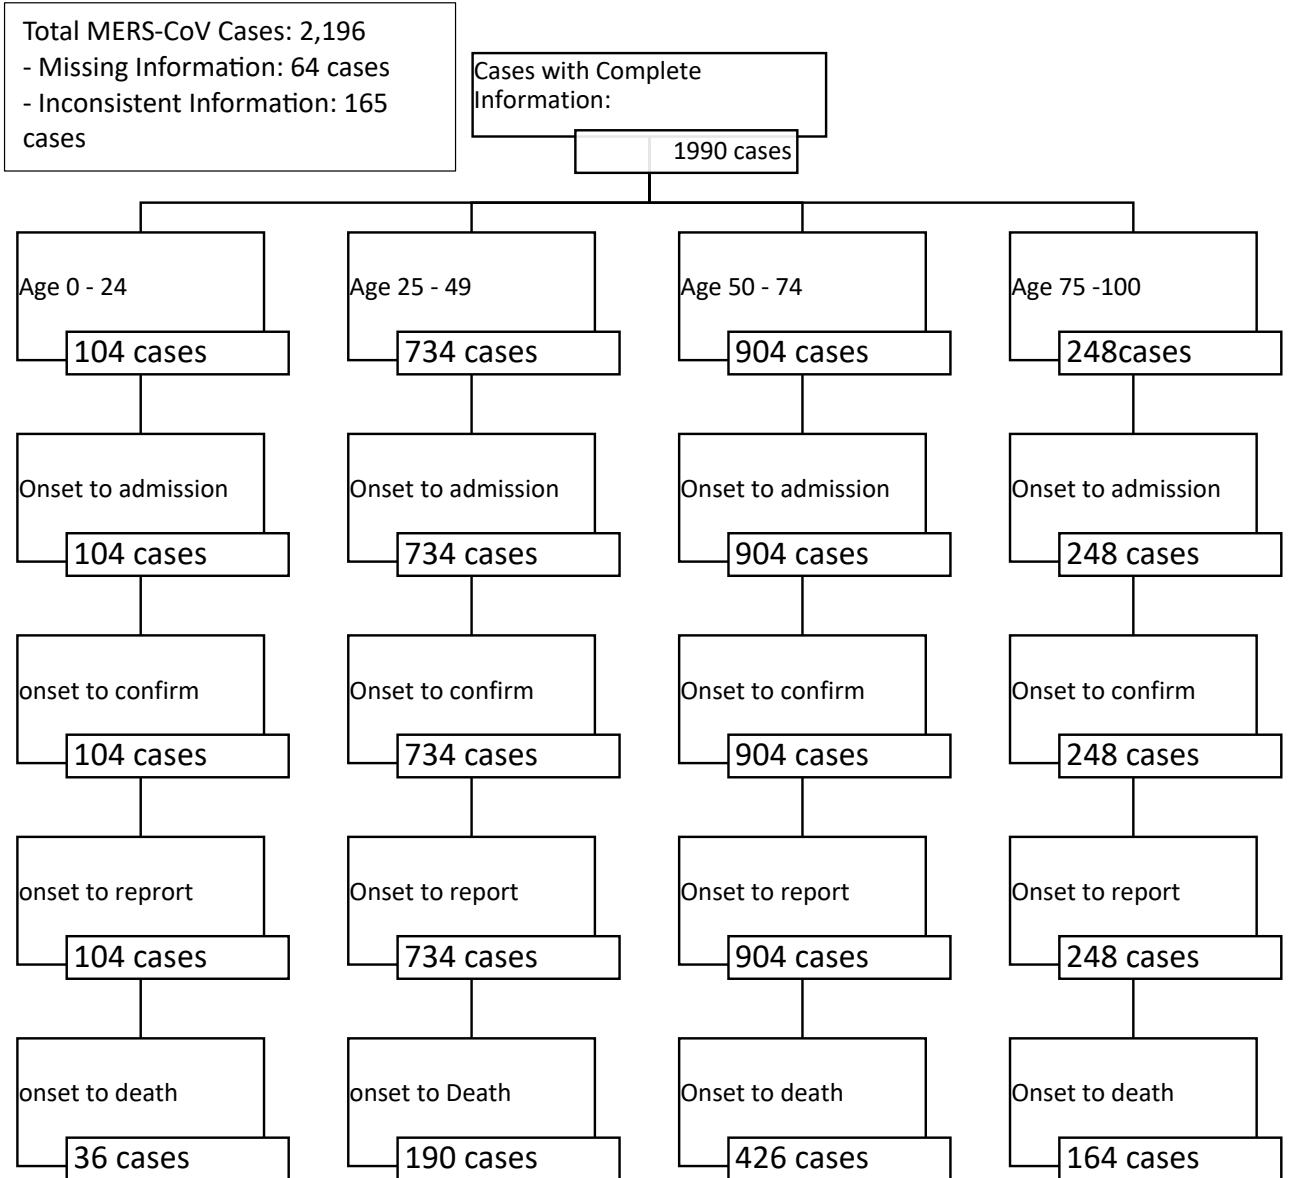 Total MERS-CoV Cases: 2,196
- Missing Information: 64 cases
- Inconsistent Information: 165
cases
Cases with Complete
Information:
1990 cases
Age 0 - 24
104 cases
Age 25 - 49
734 cases
Age 50 - 74
904 cases
Age 75 -100
248cases
Onset to admission
104 cases
Onset to admission
734 cases
Onset to admission
904 cases
Onset to admission
248 cases
onset to confirm
104 cases
Onset to confirm
734 cases
Onset to confirm
904 cases
Onset to confirm
248 cases
onset to reprort
104 cases
Onset to report
734 cases
Onset to report
904 cases
Onset to report
248 cases
onset to death
36 cases
onset to Death
190 cases
Onset to death
426 cases
Onset to death
164 cases